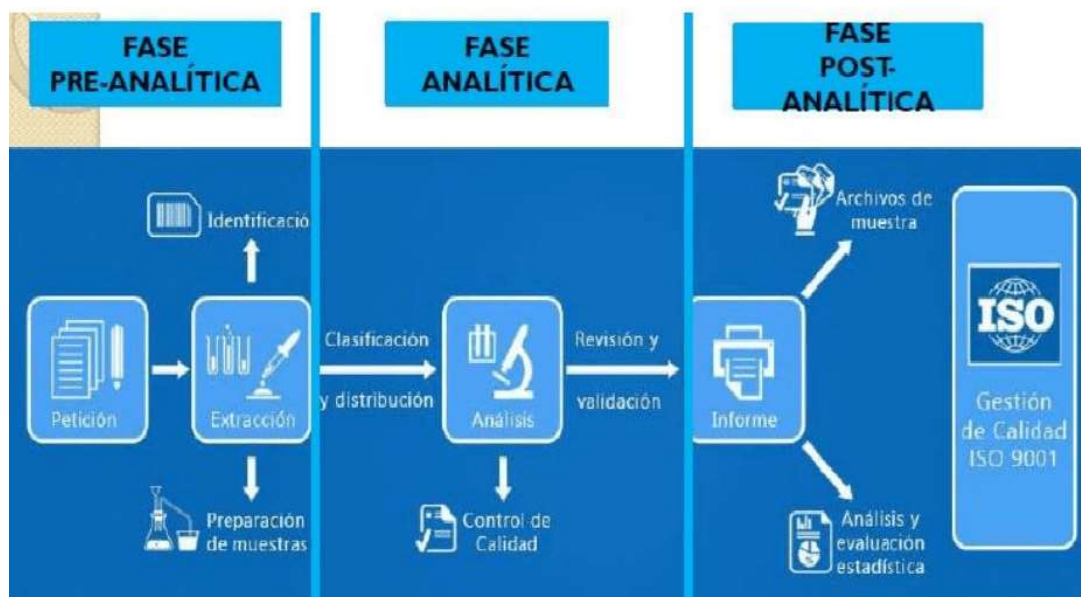 FASE
PRE-ANALÍTICA
FASE
ANALÍTICA
FASE
POST-
ANALÍTICA
Identificació
Petición
Extracción
Preparación
de muestras
Clasificación
y distribución
Análisis
Control de
Calidad
Revisión y
validación
Informe
Archivos de
muestra
Análisis y
evaluación
estadística
ISO
Gestión
de Calidad
ISO 9001